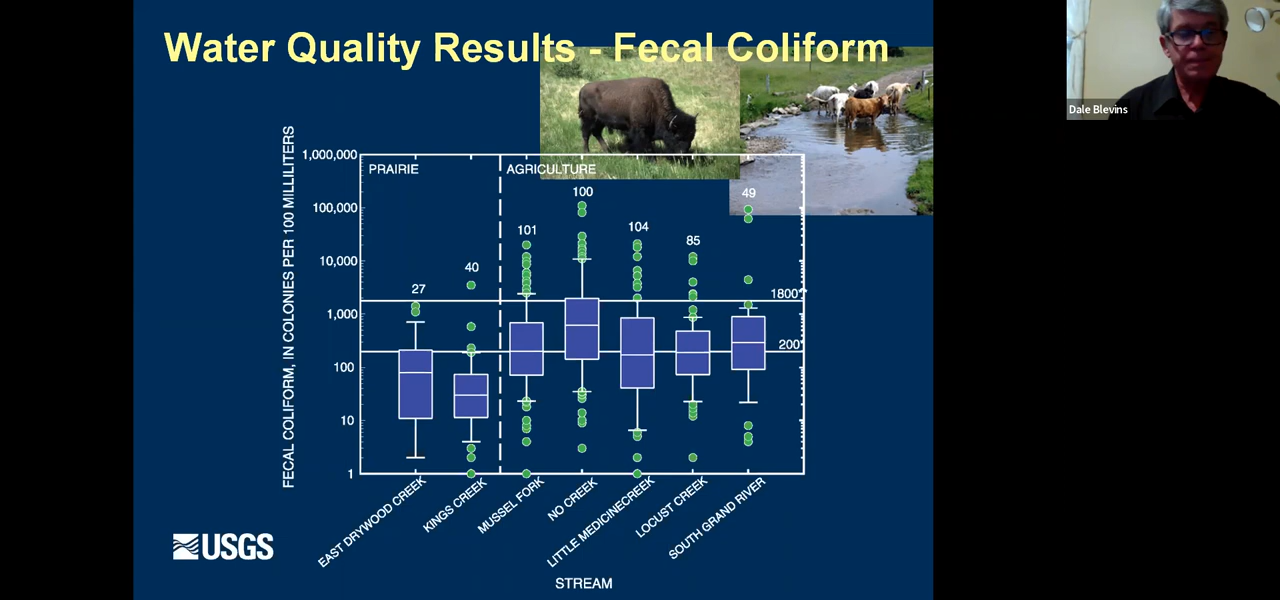 Water Quality Results - Fecal Coliform
Dale Blevins
FECAL COLIFORM, IN COLONIES PER 100 MILLILITERS
1,000,000
100,000
10,000
1,000
100
10
1
PRAIRIE
AGRICULTURE
27
40
101
100
104
85
49
1800
200
EAST DRYWOOD CREEK
KINGS CREEK
MUSSEL FORK
NO CREEK
LITTLE MEDICINECREEK
LOCUST CREEK
SOUTH GRAND RIVER
STREAM
USGS